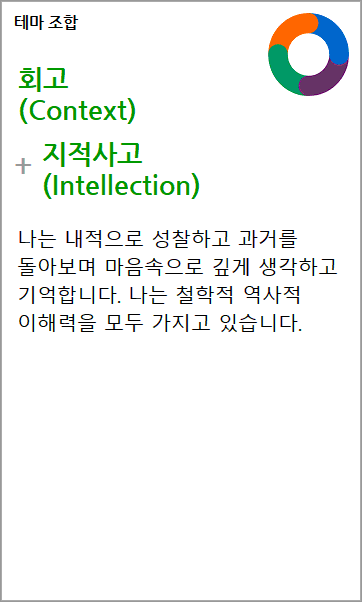 테마 조합
회고
(Context)
+ 지적사고
(Intellection)
나는 내적으로 성찰하고 과거를
돌아보며 마음속으로 깊게 생각하고
기억합니다. 나는 철학적 역사적
이해력을 모두 가지고 있습니다.